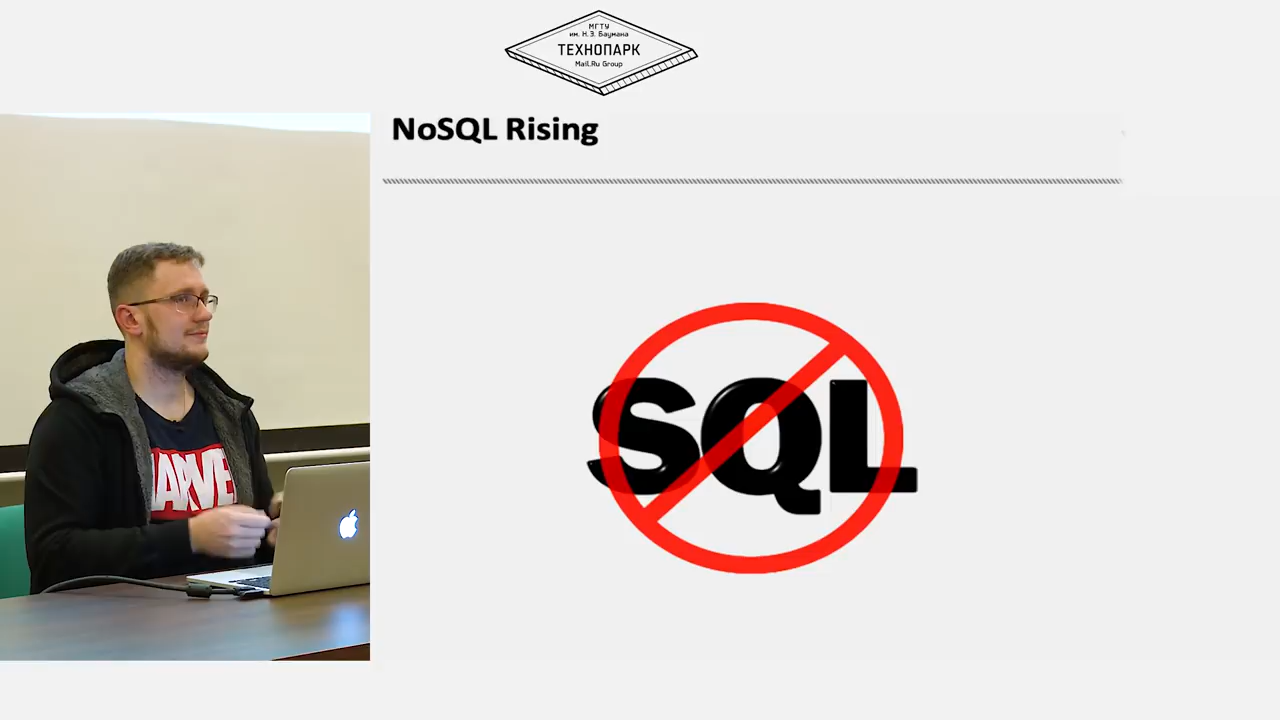 МГТУ
им. Н.Э. Баумана
ТЕХНОПАРК
Mail.Ru Group
NoSQL Rising
SQL
MARVEL